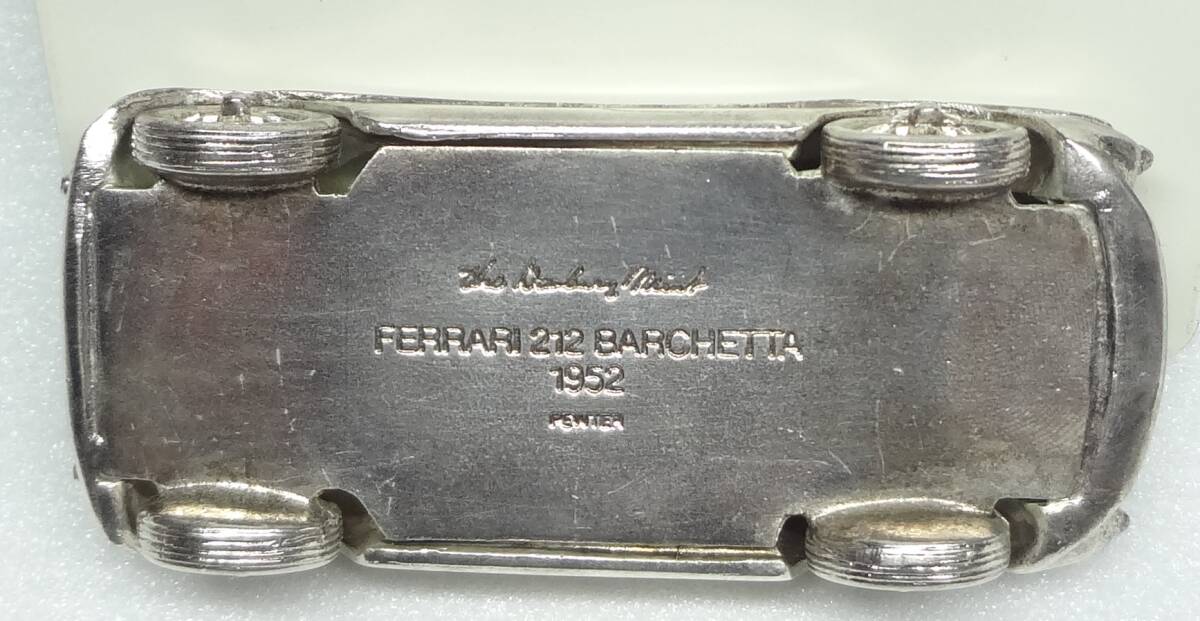 the Danbury Mint
FERRARI 212 BARCHETTA
1952
PEWTER